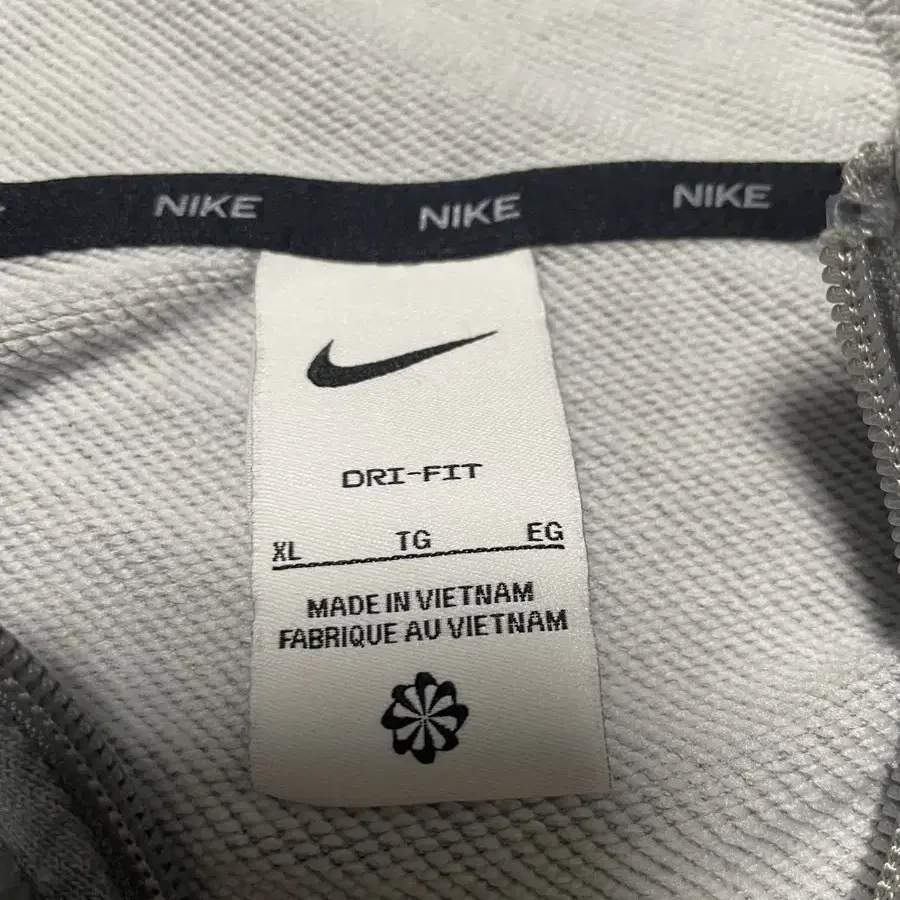 NIKE NIKE NIKE
DRI-FIT
XL TG EG
MADE IN VIETNAM
FABRIQUE AU VIETNAM